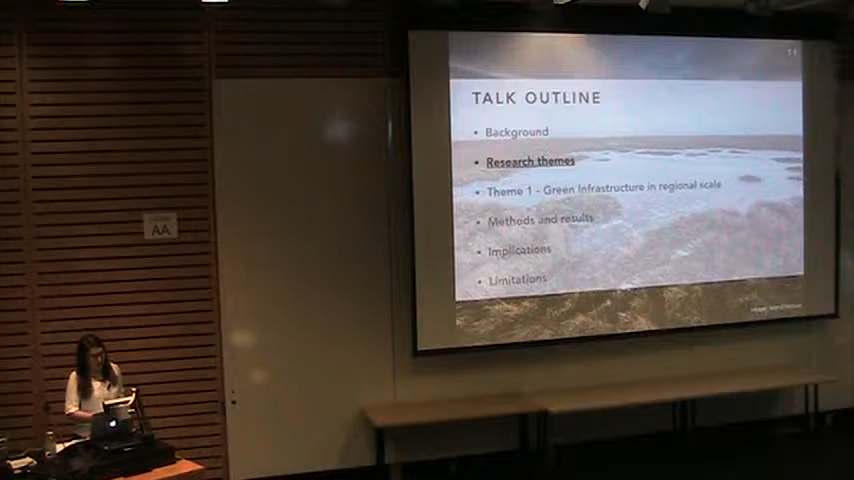 TALK OUTLINE
• Background
• Research themes
• Theme 1 - Green Infrastructure in regional scale
• Methods and results
• Implications
• Limitations
AA